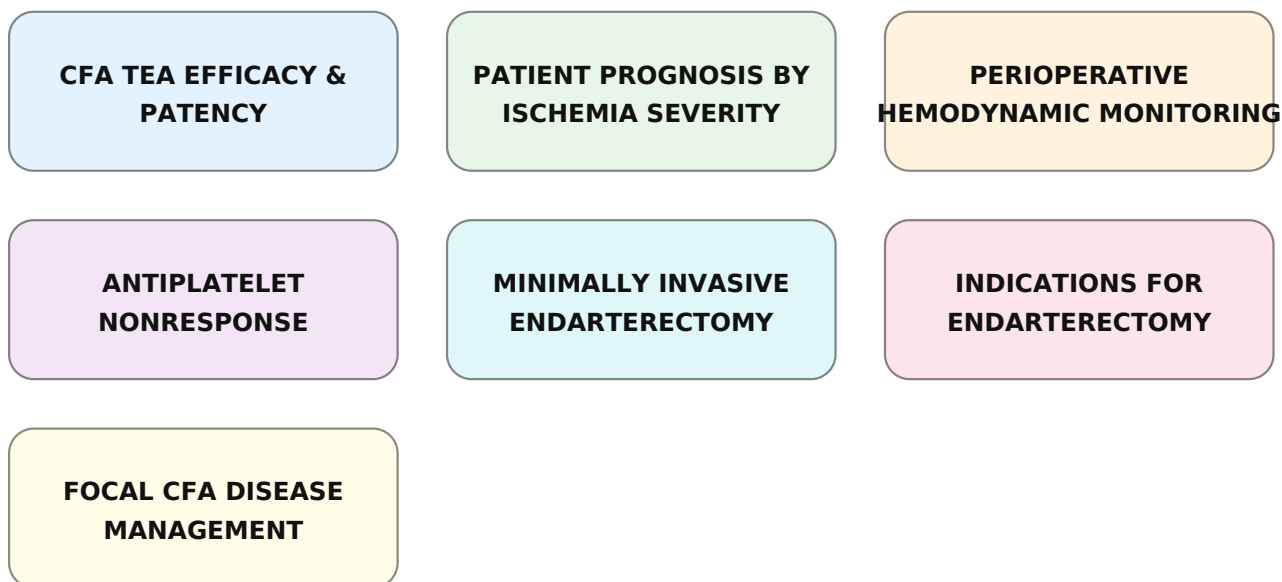 CFA TEA EFFICACY &
PATENCY
PATIENT PROGNOSIS BY
ISCHEMIA SEVERITY
PERIOPERATIVE
HEMODYNAMIC MONITORING
ANTIPLATELET
NONRESPONSE
MINIMALLY INVASIVE
ENDARTERECTOMY
INDICATIONS FOR
ENDARTERECTOMY
FOCAL CFA DISEASE
MANAGEMENT